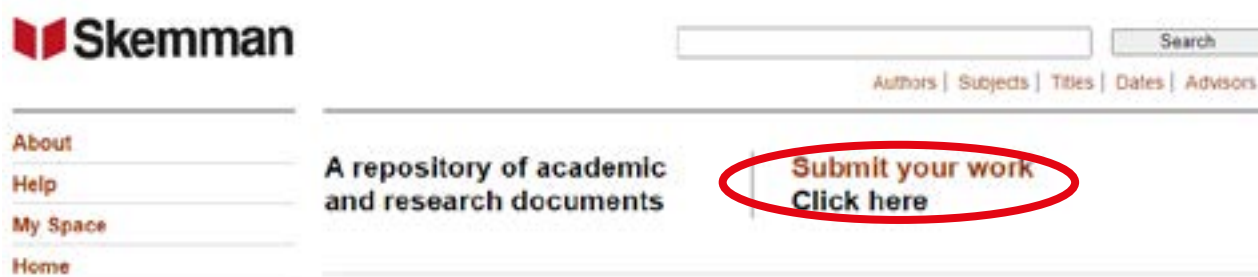 Skemman
Search
Authors | Subjects | Titles | Dates | Advisors
About
Help
My Space
Home
A repository of academic
and research documents
Submit your work
Click here